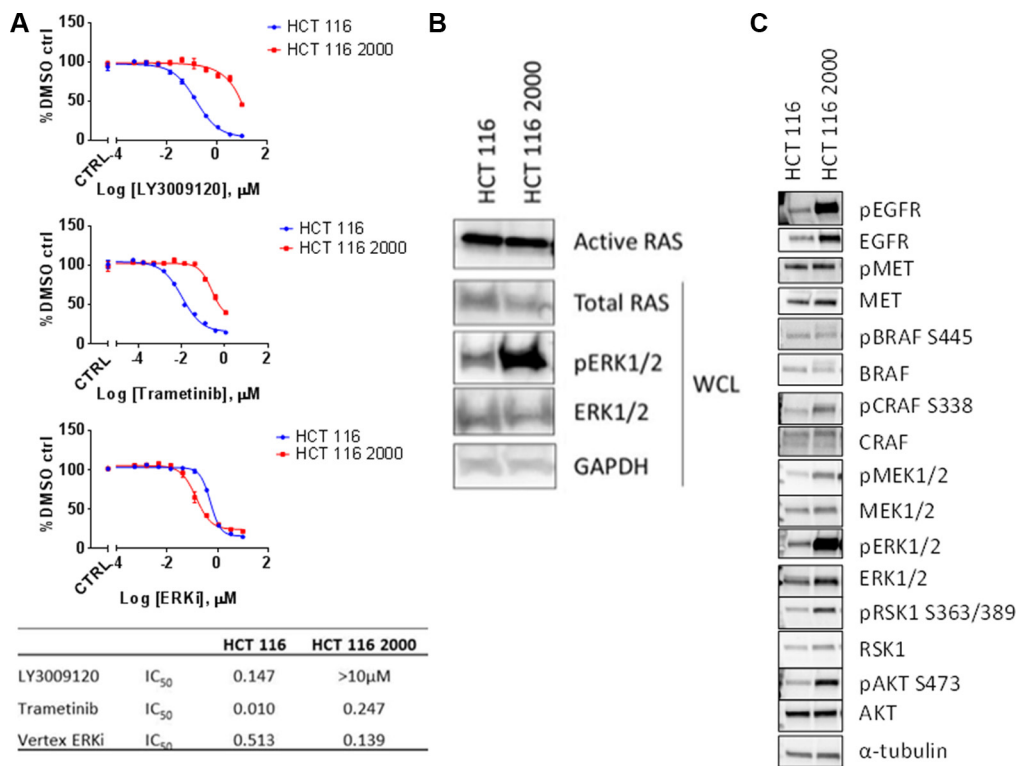 A
150
100
50
0
% DMSO ctrl
HCT 116
HCT 116 2000
CTRL
-4
-2
0
2
Log [LY3009120], µM
150
100
50
0
% DMSO ctrl
HCT 116
HCT 116 2000
CTRL
-4
-2
0
2
Log [Trametinib], µM
150
100
50
0
% DMSO ctrl
HCT 116
HCT 116 2000
CTRL
-4
-2
0
2
Log [ERKi], µM
HCT 116 HCT 116 2000
LY3009120 IC50 0.147 >10µM
Trametinib IC50 0.010 0.247
Vertex ERKi IC50 0.513 0.139
B
HCT 116
HCT 116 2000
Active RAS
Total RAS
pERK1/2
ERK1/2
GAPDH
WCL
C
HCT 116
HCT 116 2000
pEGFR
EGFR
pMET
MET
pBRAF S445
BRAF
pCRAF S338
CRAF
pMEK1/2
MEK1/2
pERK1/2
ERK1/2
pRSK1 S363/389
RSK1
pAKT S473
AKT
α-tubulin